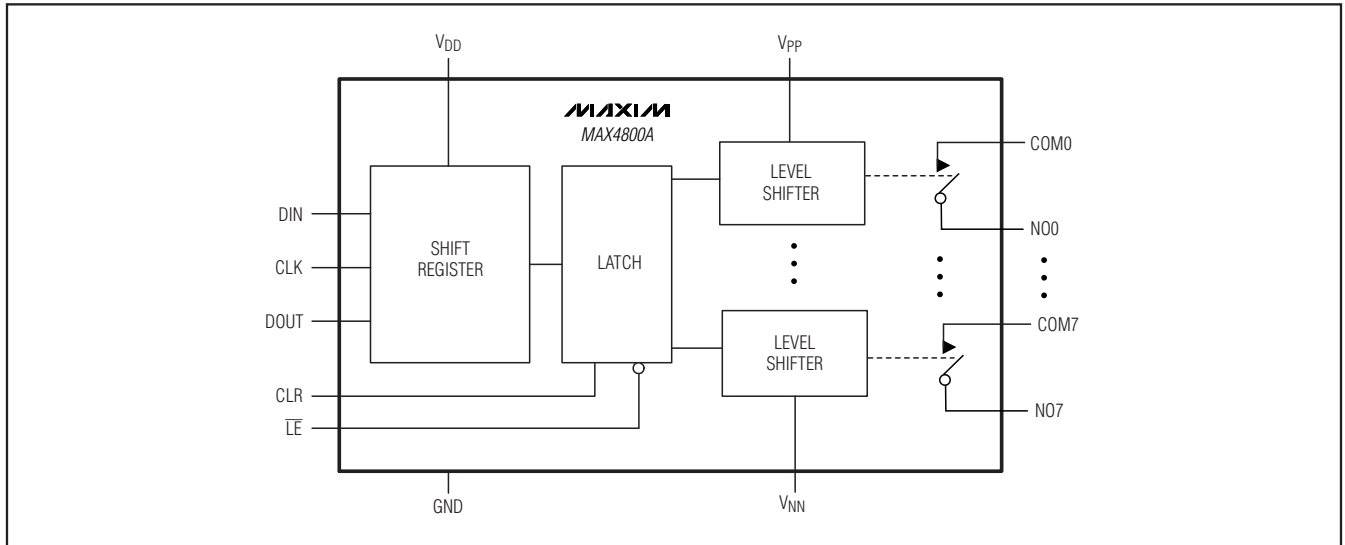 VDD
VPP
MAXIM
MAX4800A
COM0
LEVEL
SHIFTER
DIN
NO0
SHIFT
REGISTER
CLK
LATCH
DOUT
COM7
LEVEL
SHIFTER
CLR
NO7
LE
GND
VNN